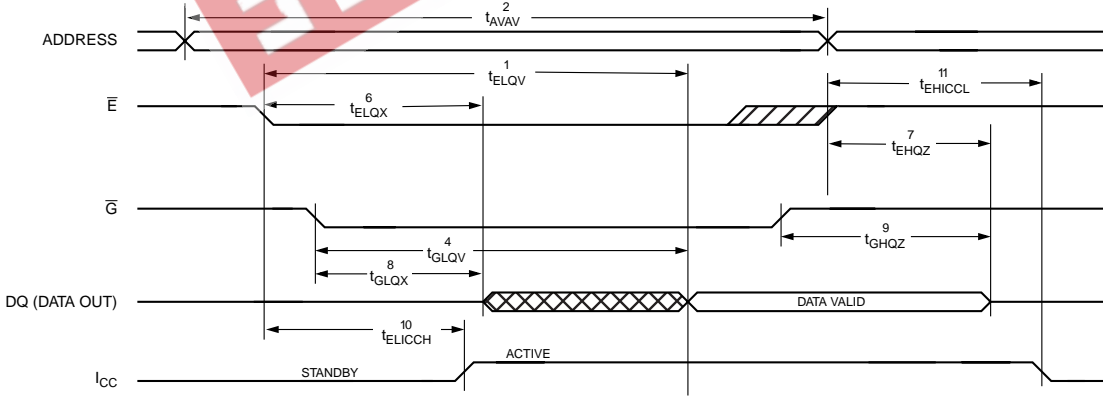 2
tAVAV
ADDRESS
1
tELQV
11
tEHICCL
E
6
tELQX
7
tEHQZ
G
9
tGHQZ
4
tGLQV
8
tGLQX
DQ (DATA OUT)
DATA VALID
10
tELICCH
ACTIVE
STANDBY
ICC